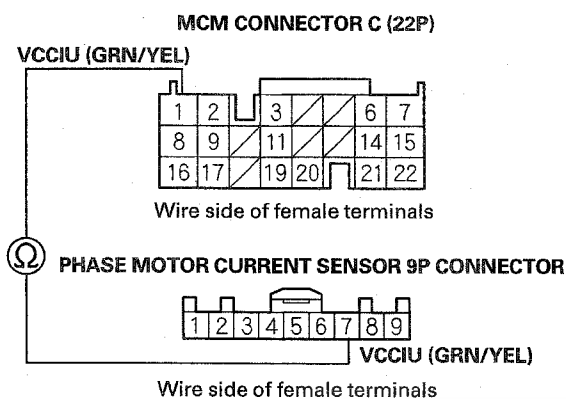 MCM CONNECTOR C (22P)
VCCIU (GRN/YEL)
1 2 3 6 7
8 9 11 14 15
16 17 19 20 21 22
Wire side of female terminals
Ω
PHASE MOTOR CURRENT SENSOR 9P CONNECTOR
1 2 3 4 5 6 7 8 9
VCCIU (GRN/YEL)
Wire side of female terminals